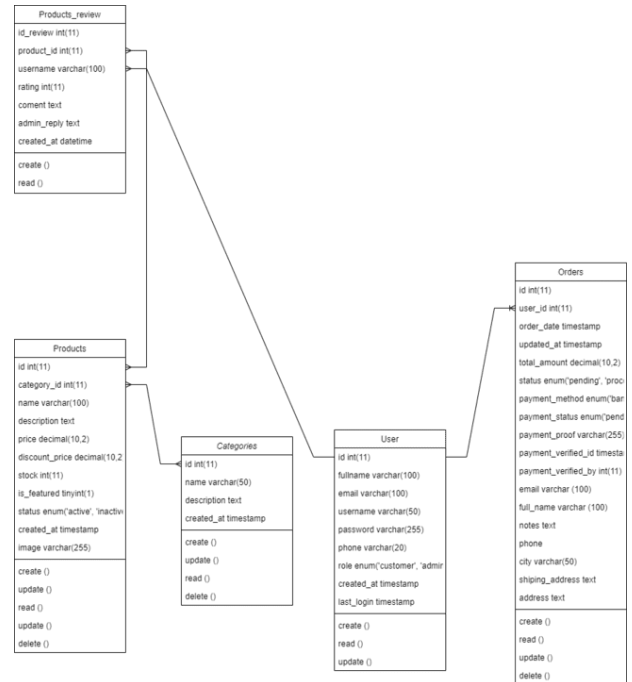 Products_review
id_review int(11)
product_id int(11)
username varchar(100)
rating int(11)
coment text
admin_reply text
created_at datetime
create ()
read ()
Products
id int(11)
category_id int(11)
name varchar(100)
description text
price decimal(10,2)
discount_price decimal(10,2
stock int(11)
is_featured tinyint(1)
status enum('active', 'inactive
created_at timestamp
image varchar(255)
create ()
update ()
read ()
update ()
delete ()
Categories
id int(11)
name varchar(50)
description text
created_at timestamp
create ()
update ()
read ()
delete ()
User
id int(11)
fullname varchar(100)
email varchar(100)
username varchar(50)
password varchar(255)
phone varchar(20)
role enum('customer', 'admir
created_at timestamp
last_login timestamp
create ()
read ()
update ()
Orders
id int(11)
user_id int(11)
order_date timestamp
updated_at timestamp
total_amount decimal(10,2)
status enum('pending', 'proc
payment_method enum('bar
payment_status enum('pend
payment_proof varchar(255)
payment_verified_id timesta
payment_verified_by int(11)
email varchar (100)
full_name varchar (100)
notes text
phone
city varchar(50)
shiping_address text
address text
create ()
read ()
update ()
delete ()